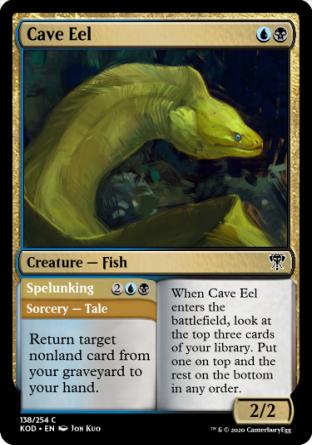 Cave Eel
Creature — Fish
Spelunking 2
Sorcery — Tale
Return target
nonland card from
your graveyard to
your hand.
When Cave Eel
enters the
battlefield, look at
the top three cards
of your library. Put
one on top and the
rest on the bottom
in any order.
2/2
138/254 C
KOD • EN Jon Kuo
™ & © 2020 CanterburyEgg